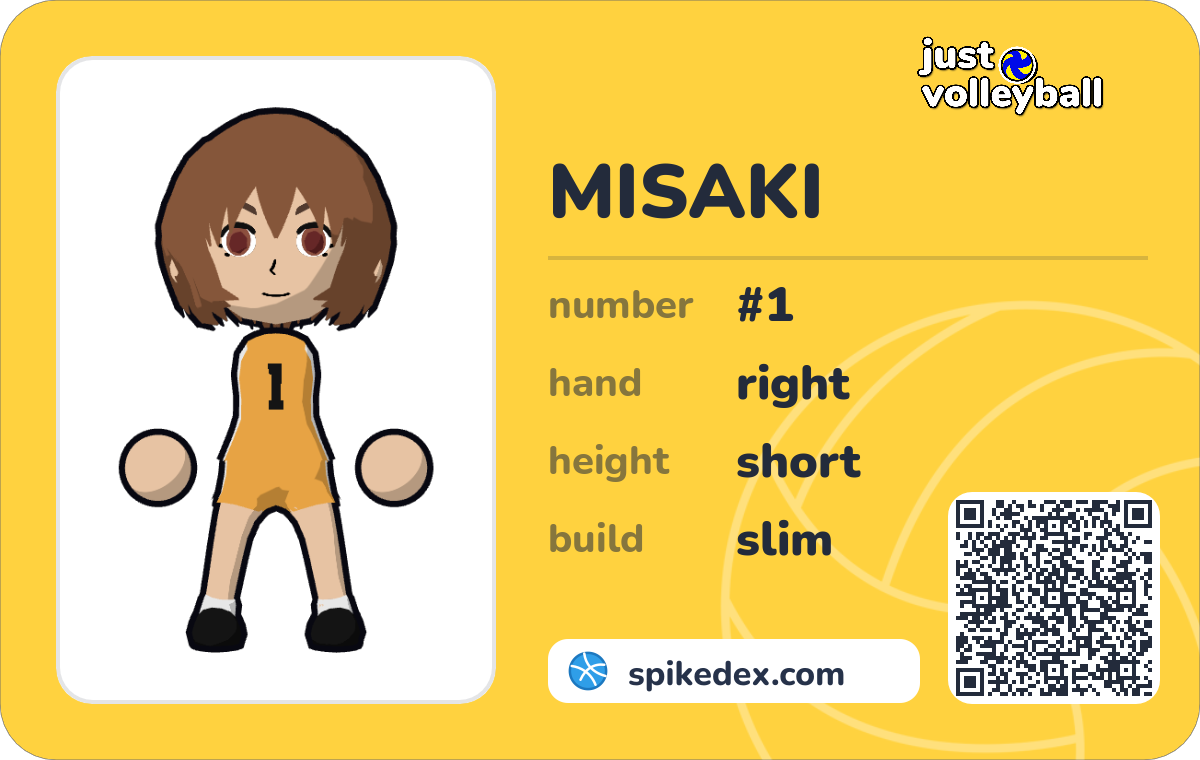 just
volleyball
MISAKI
number #1
hand right
height short
build slim
1
spikedex.com